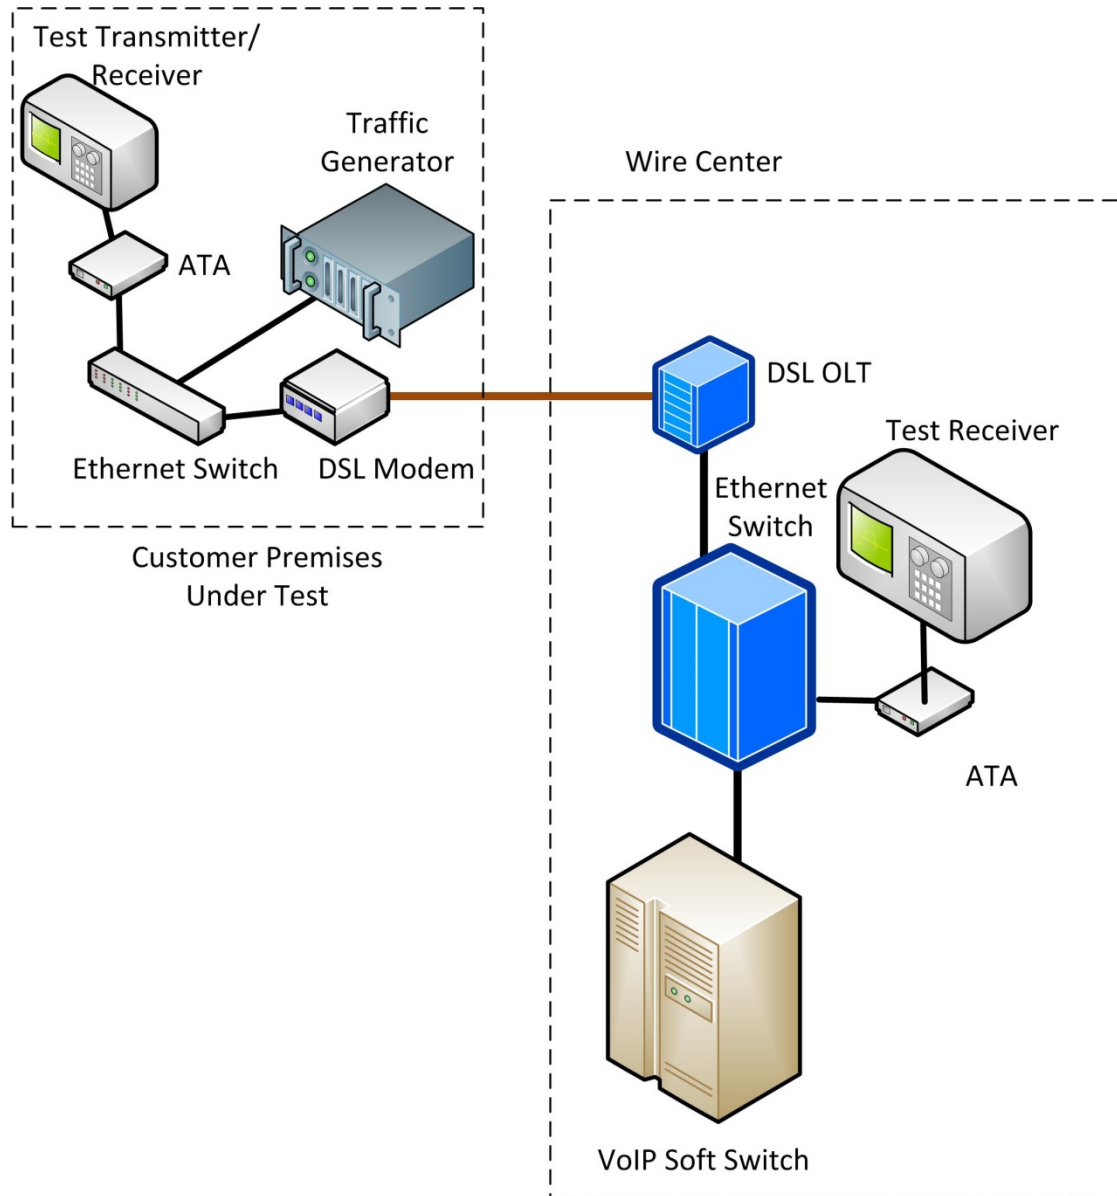 Test Transmitter/
Receiver
Traffic
Generator
ATA
Ethernet Switch
DSL Modem
Customer Premises
Under Test
Wire Center
DSL OLT
Test Receiver
Ethernet
Switch
ATA
VoIP Soft Switch